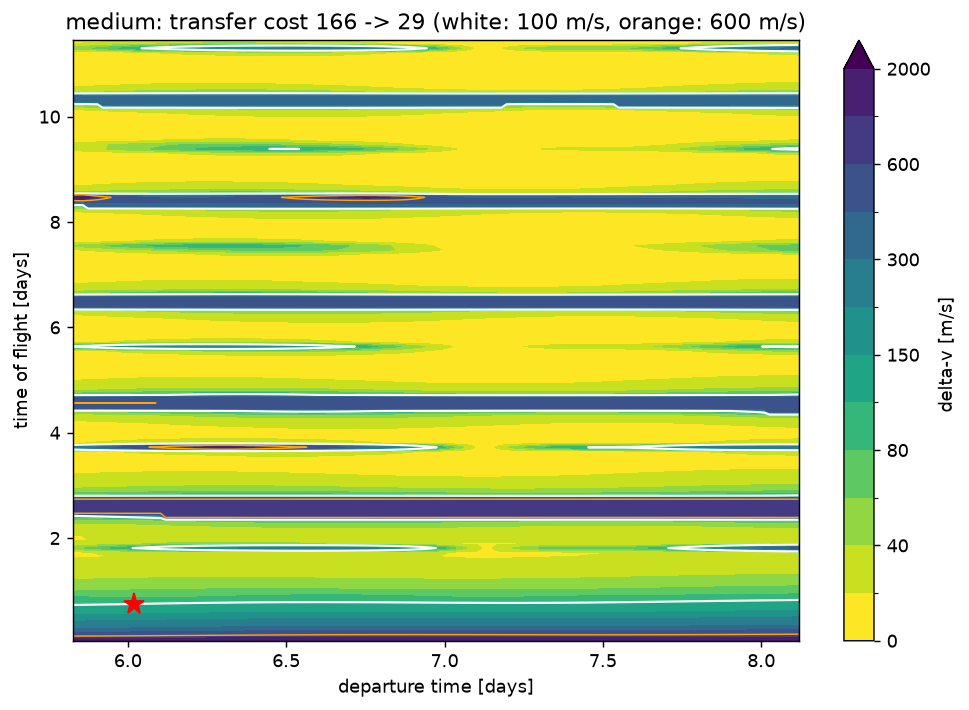 medium: transfer cost 166 -> 29 (white: 100 m/s, orange: 600 m/s)
time of flight [days]
10
8
6
4
2
6.0 6.5 7.0 7.5 8.0
departure time [days]
2000
600
300
150
80
40
0
delta-v [m/s]